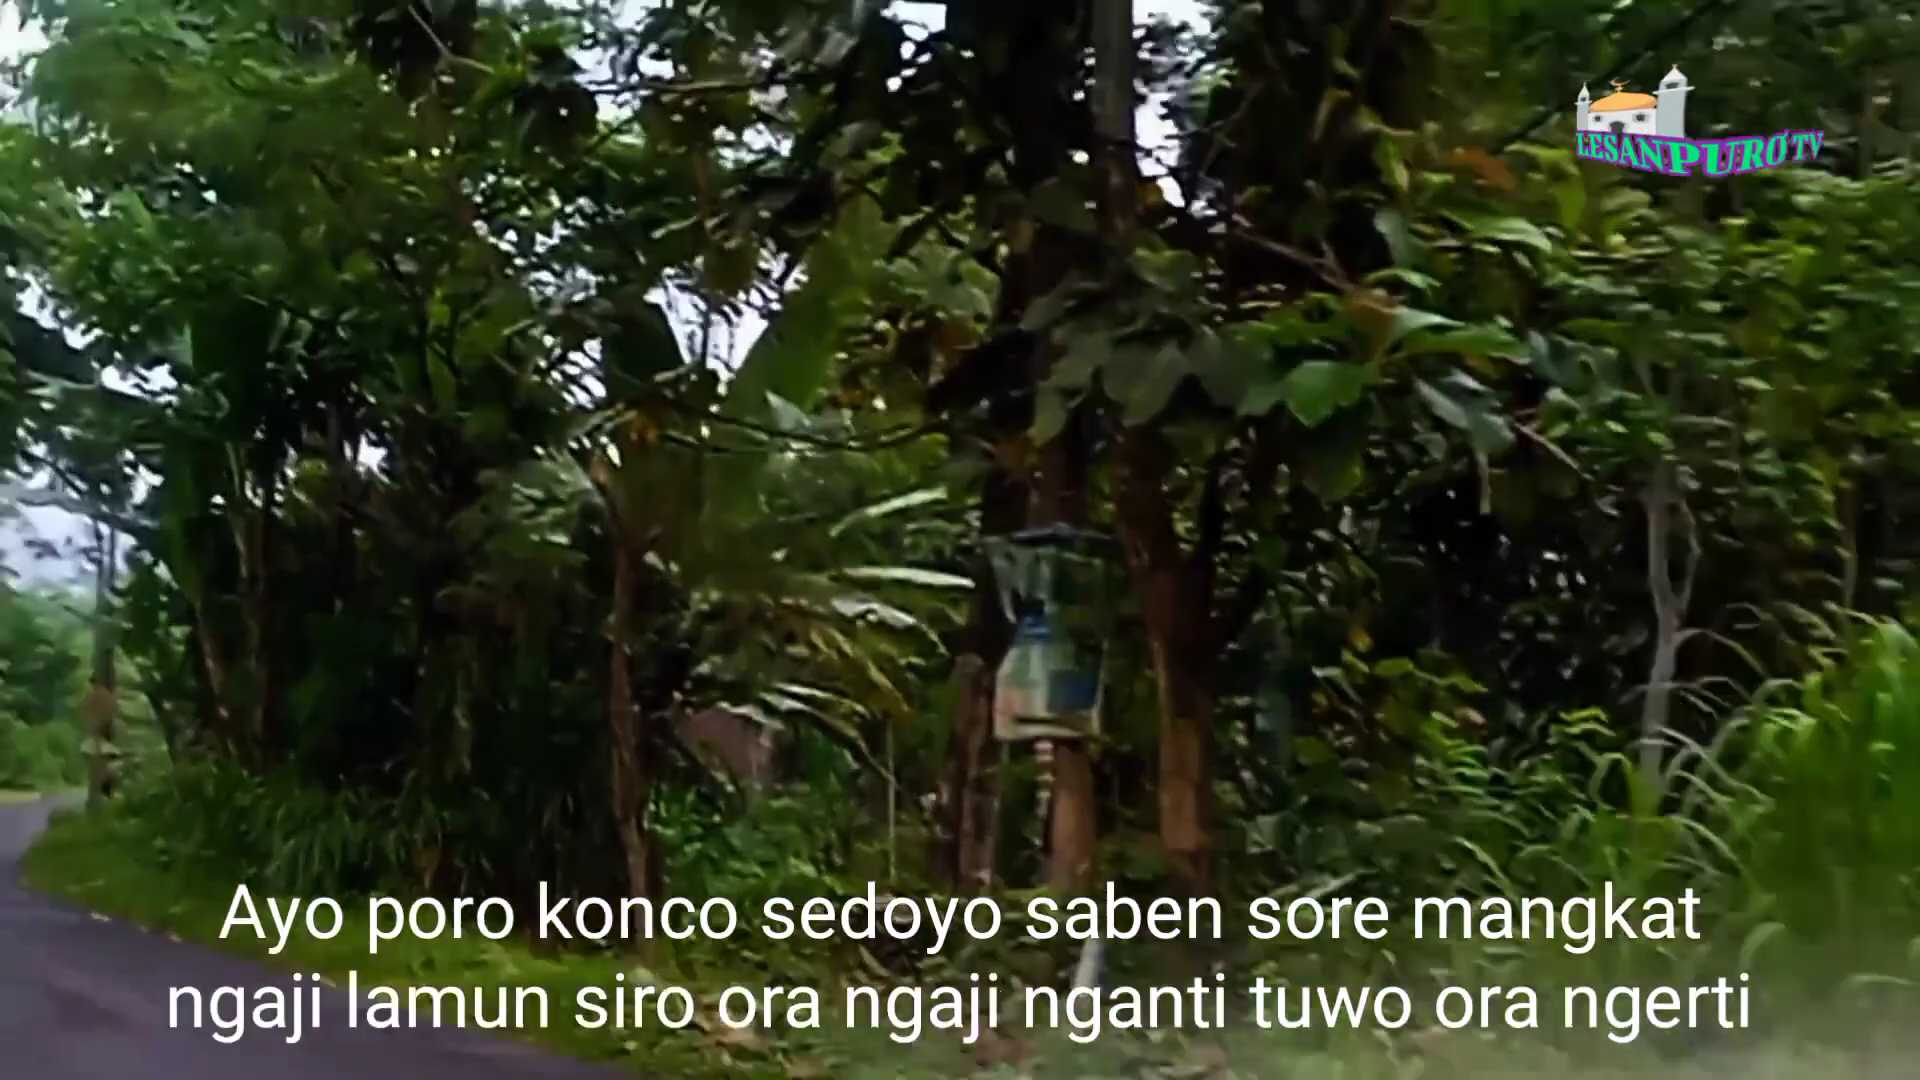 LESANPURO TV
Ayo poro konco sedoyo saben sore mangkat
ngaji lamun siro ora ngaji nganti tuwo ora ngerti